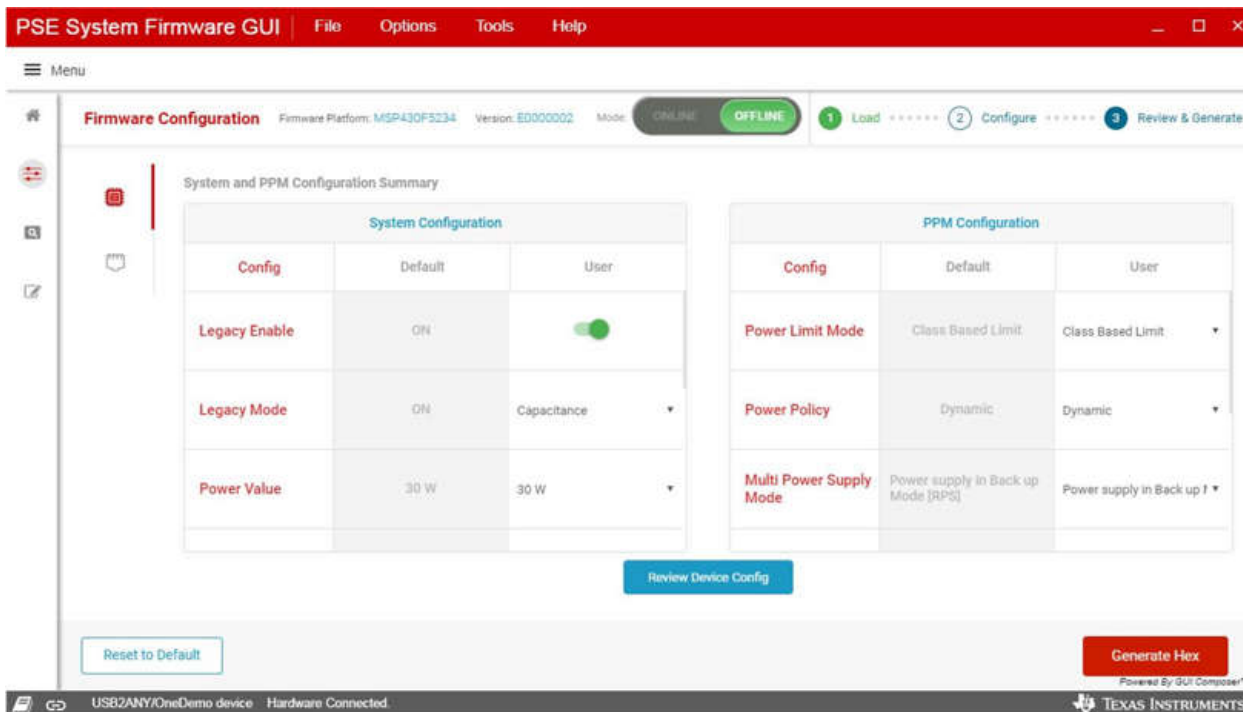 PSE System Firmware GUI File Options Tools Help
Menu
Firmware Configuration Firmware Platform: MSP430F5234 Version: E0000002 Mode: ONLINE OFFLINE 1 Load 2 Configure 3 Review & Generate
System and PPM Configuration Summary
System Configuration
Config Default User
Legacy Enable ON
Legacy Mode ON Capacitance
Power Value 30 W 30 W
PPM Configuration
Config Default User
Power Limit Mode Class Based Limit Class Based Limit
Power Policy Dynamic Dynamic
Multi Power Supply
Mode
Power supply in Back up
Mode [RPS]
Power supply in Back up
Review Device Config
Reset to Default
Generate Hex
Powered By GUI Composer
USB2ANY/OneDemo device Hardware Connected.
TEXAS INSTRUMENTS